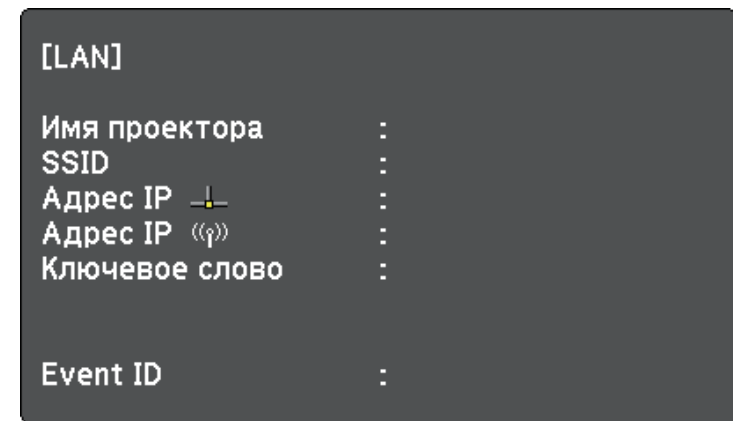 [LAN]
Имя проектора :
SSID :
Адрес IP :
Адрес IP :
Ключевое слово :
Event ID :